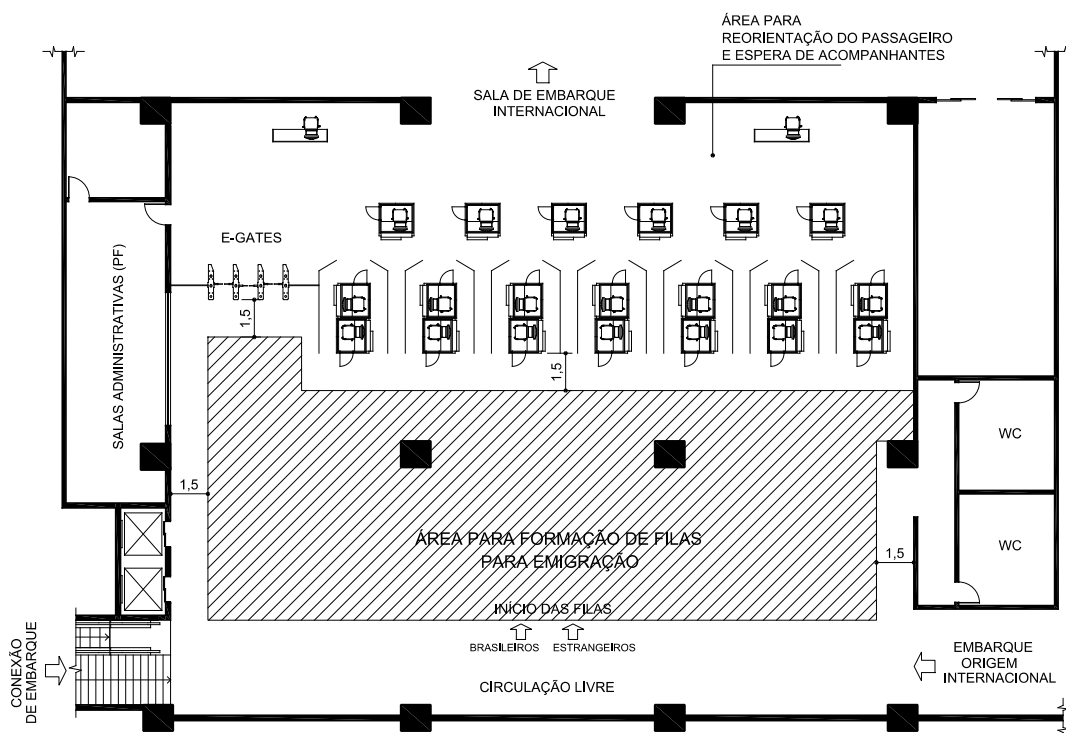 ÁREA PARA
REORIENTAÇÃO DO PASSAGEIRO
E ESPERA DE ACOMPANHANTES
SALA DE EMBARQUE
INTERNACIONAL
E-GATES
SALAS ADMINISTRATIVAS (PF)
1,5
1,5
1,5
1,5
WC
WC
ÁREA PARA FORMAÇÃO DE FILAS
PARA EMIGRAÇÃO
INÍCIO DAS FILAS
BRASILEIROS ESTRANGEIROS
CIRCULAÇÃO LIVRE
CONEXÃO
DE EMBARQUE
EMBARQUE
ORIGEM
INTERNACIONAL